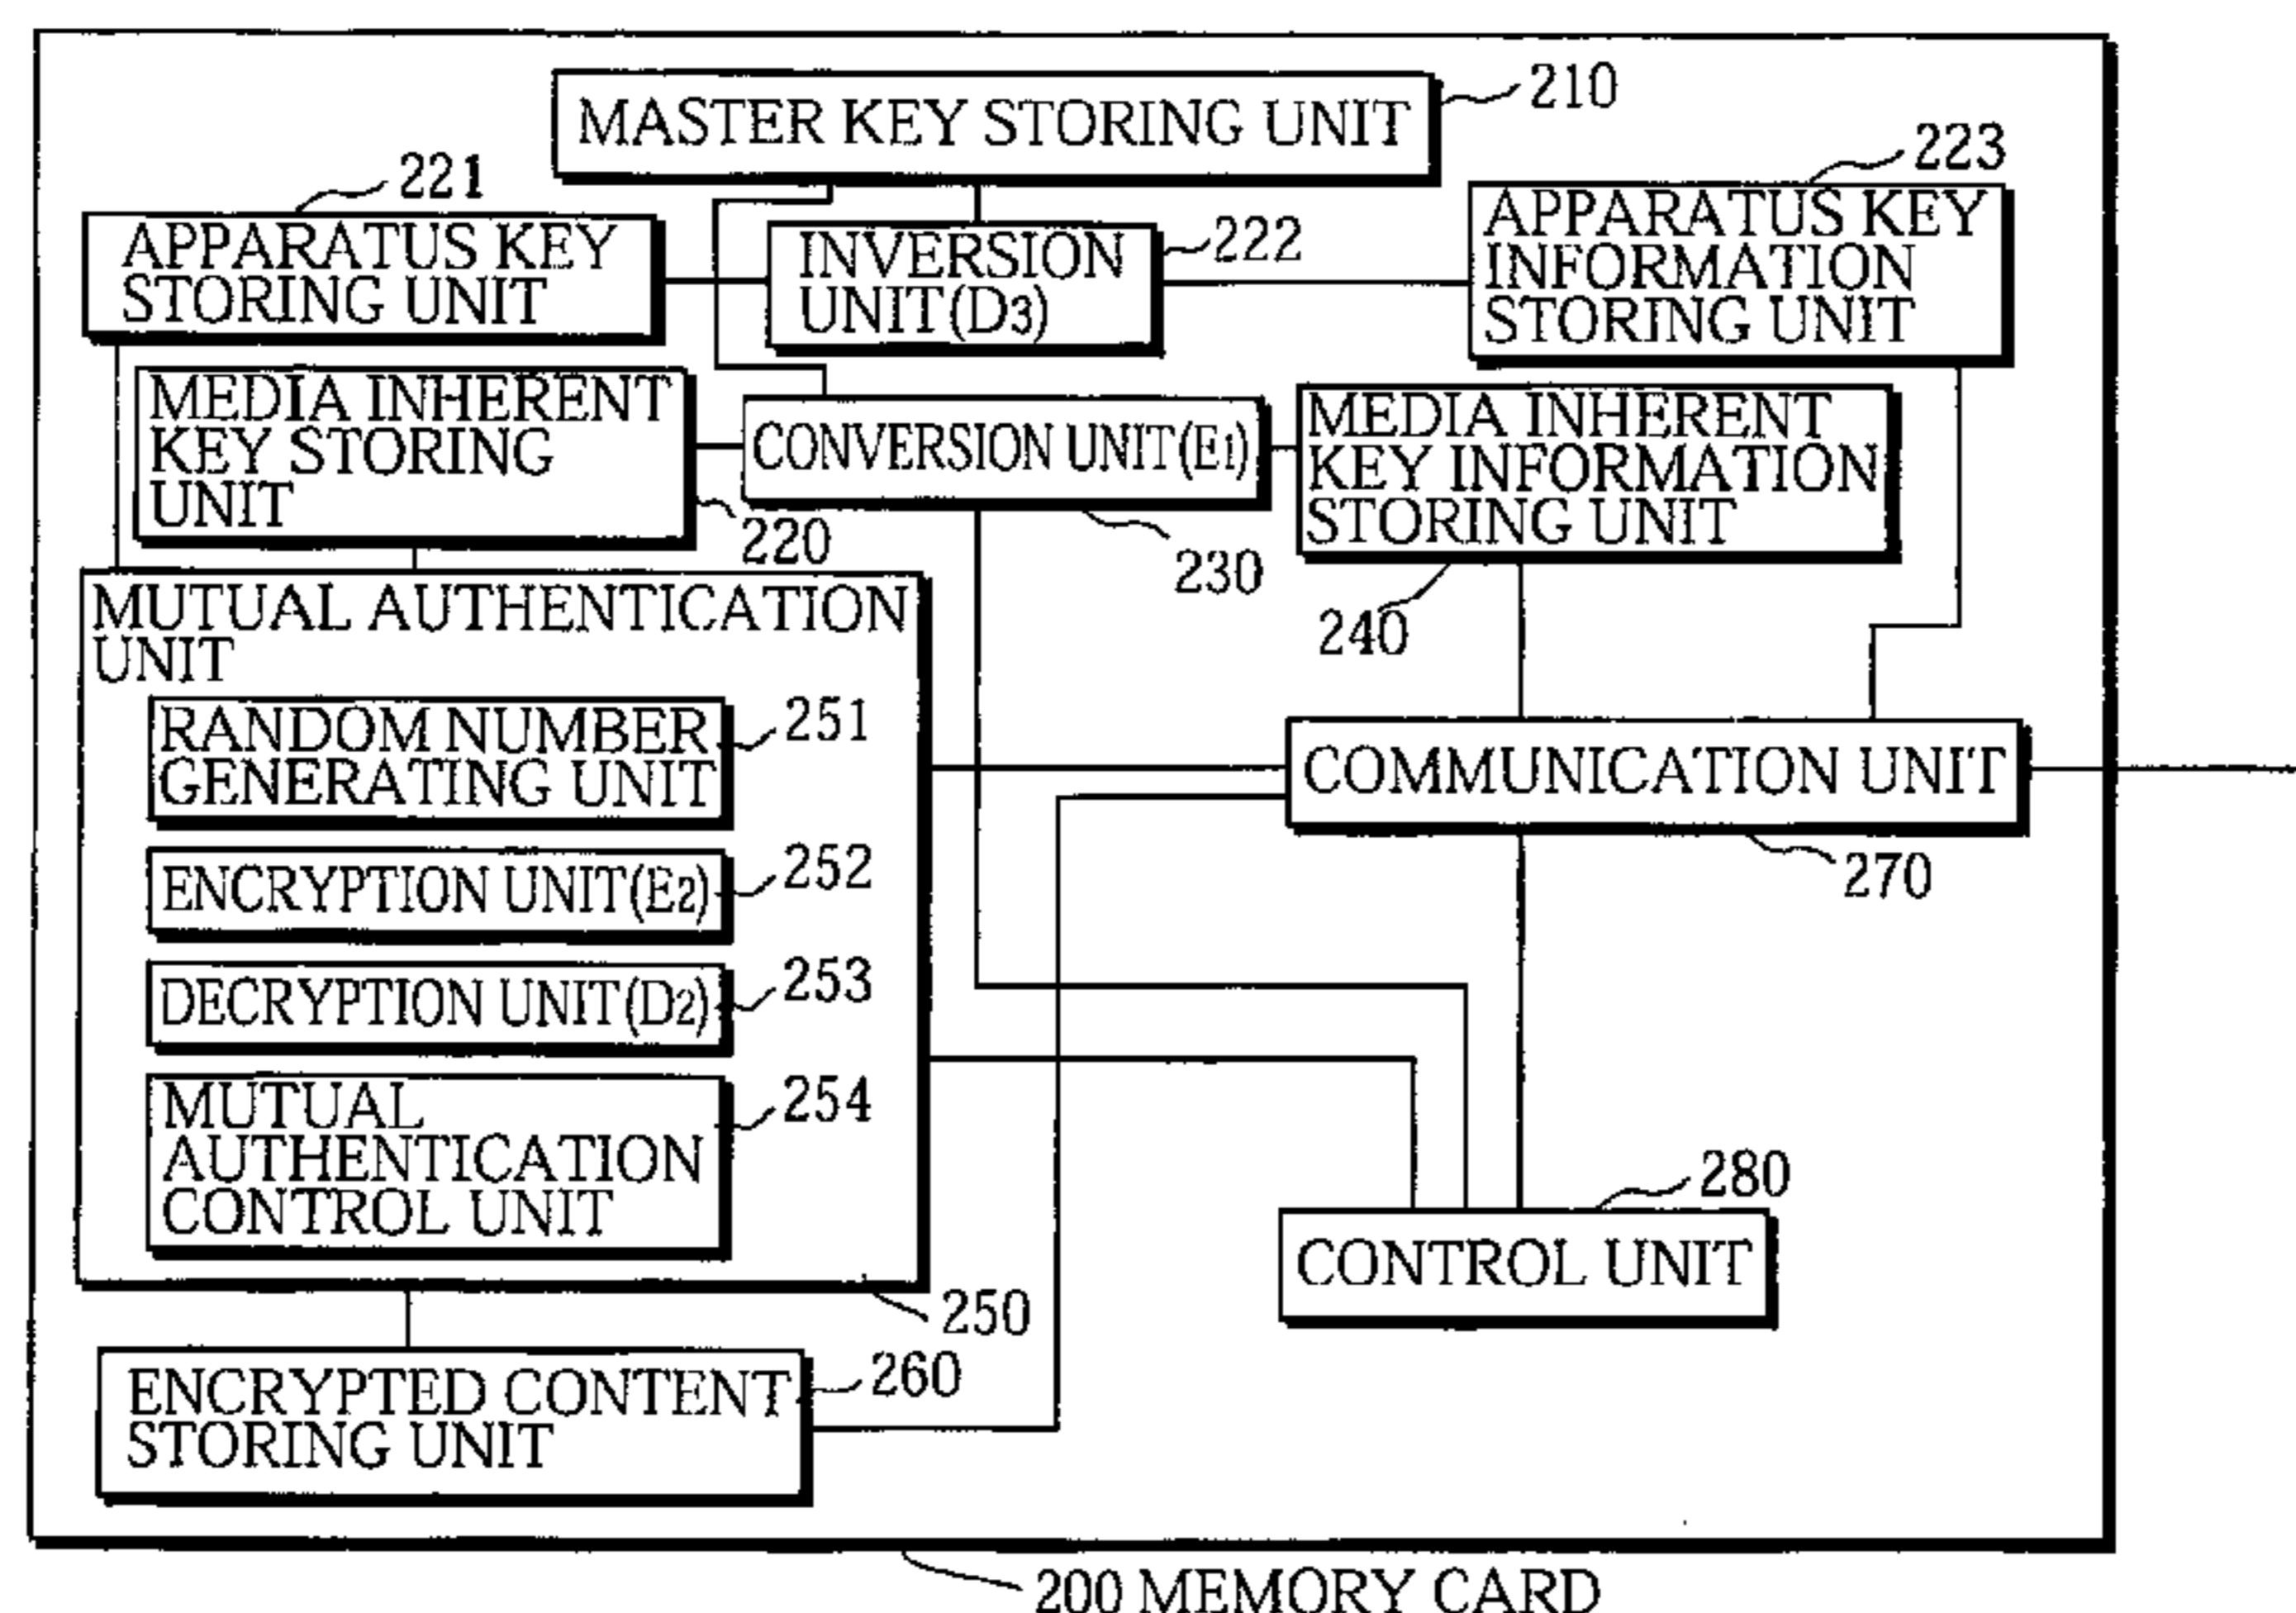 MASTER KEY STORING UNIT
210
221
APPARATUS KEY
STORING UNIT
INVERSION
UNIT(D3)
222
223
APPARATUS KEY
INFORMATION
STORING UNIT
MEDIA INHERENT
KEY STORING
UNIT
220
CONVERSION UNIT(E1)
230
MEDIA INHERENT
KEY INFORMATION
STORING UNIT
240
MUTUAL AUTHENTICATION
UNIT
RANDOM NUMBER
GENERATING UNIT
251
ENCRYPTION UNIT(E2)
252
DECRYPTION UNIT(D2)
253
MUTUAL
AUTHENTICATION
CONTROL UNIT
254
250
COMMUNICATION UNIT
270
280
CONTROL UNIT
ENCRYPTED CONTENT
STORING UNIT
260
200 MEMORY CARD